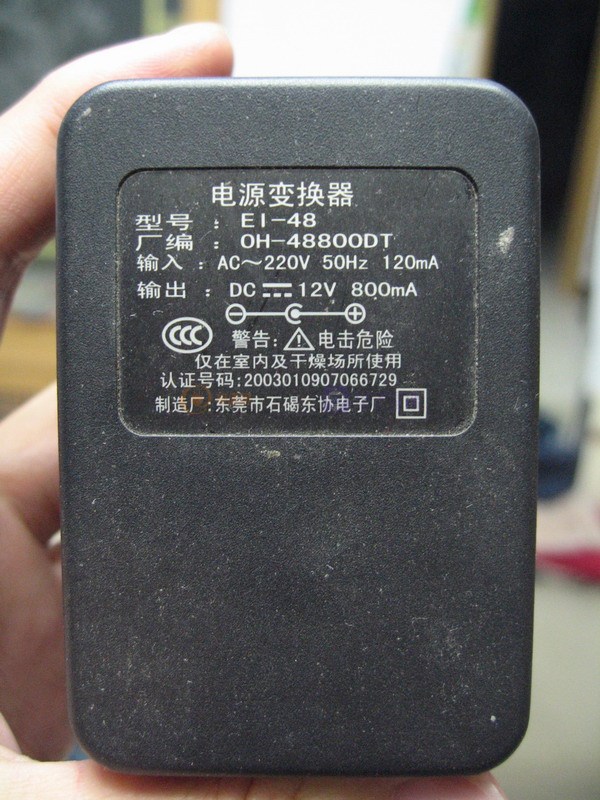 电源变换器
型号 : EI-48
厂编 : OH-48800DT
输入 : AC～220V 50Hz 120mA
输出 : DC ⎓ 12V 800mA
CCC 警告: 电击危险
仅在室内及干燥场所使用
认证号码:2003010907066729
制造厂:东莞市石碣东协电子厂